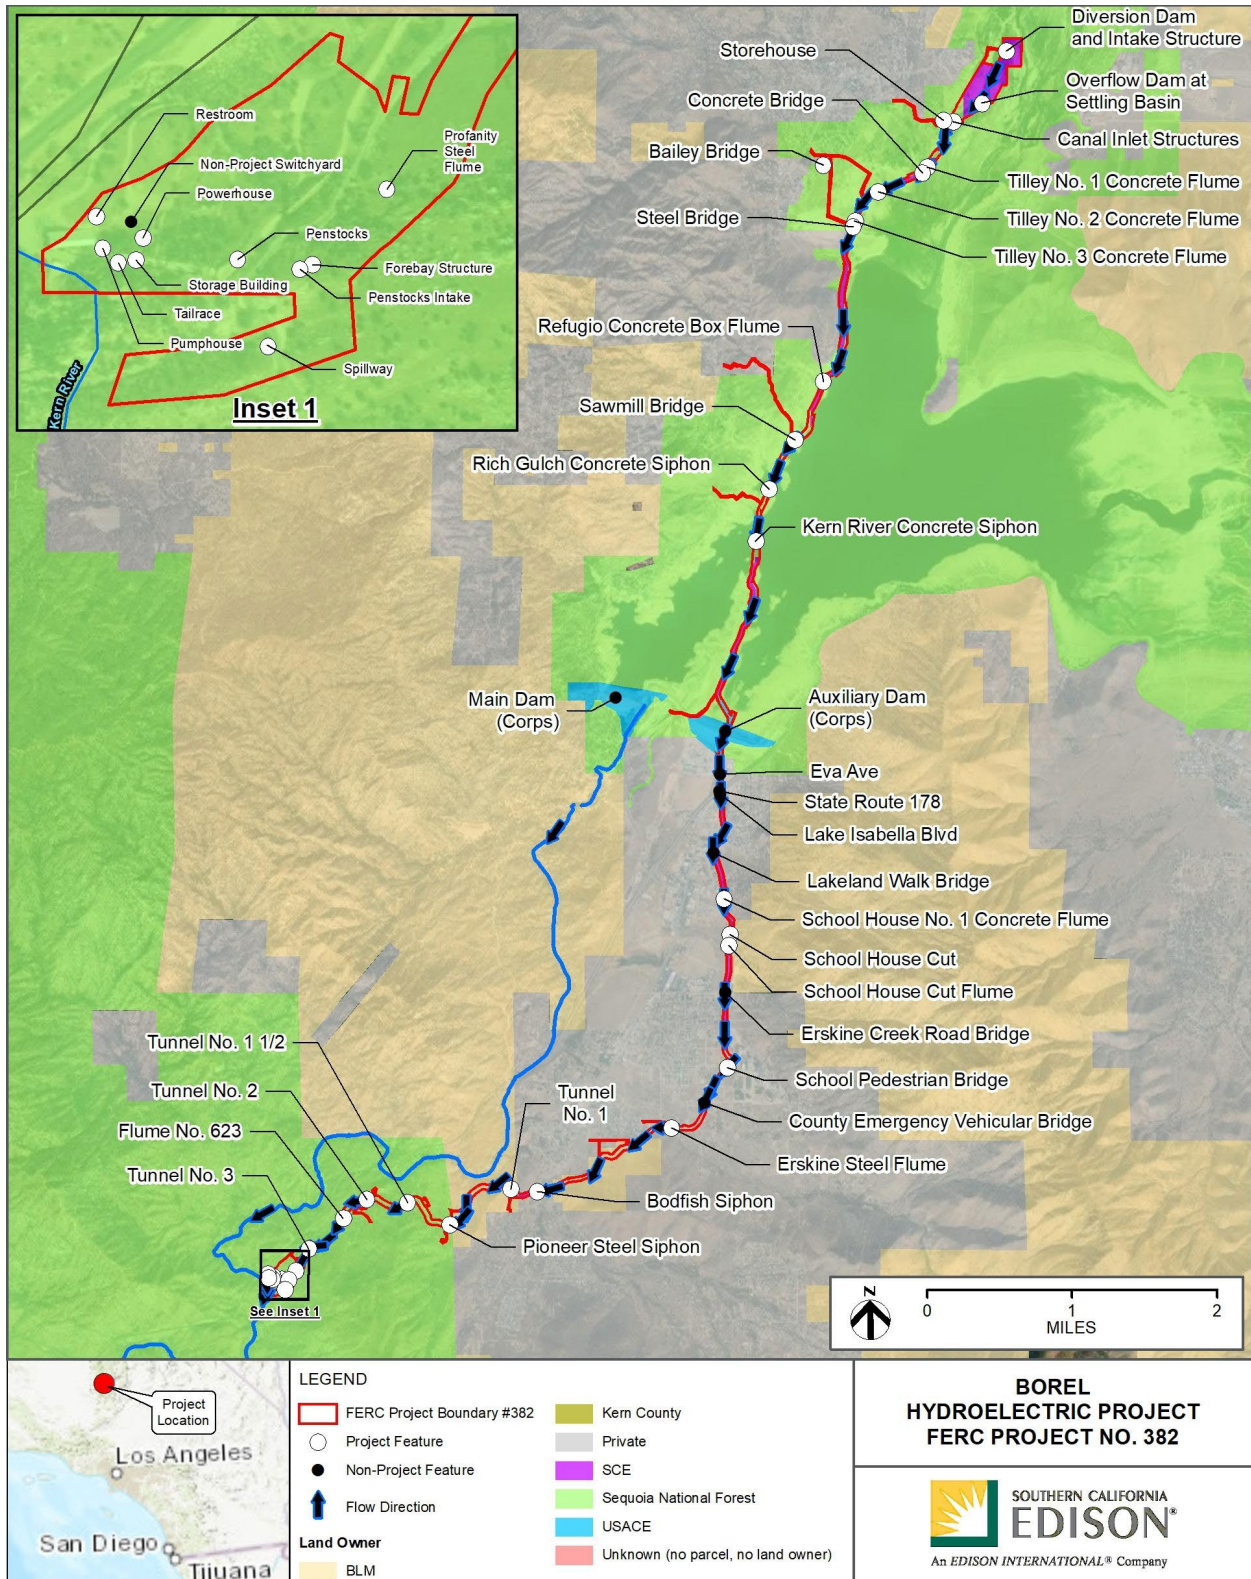 Restroom
Non-Project Switchyard
Powerhouse
Profanity
Steel
Flume
Penstocks
Forebay Structure
Storage Building
Penstocks Intake
Tailrace
Pumphouse
Spillway
Kern River
Inset 1
Diversion Dam
and Intake Structure
Storehouse
Overflow Dam at
Settling Basin
Concrete Bridge
Canal Inlet Structures
Bailey Bridge
Tilley No. 1 Concrete Flume
Tilley No. 2 Concrete Flume
Steel Bridge
Tilley No. 3 Concrete Flume
Refugio Concrete Box Flume
Sawmill Bridge
Rich Gulch Concrete Siphon
Kern River Concrete Siphon
Main Dam
(Corps)
Auxiliary Dam
(Corps)
Eva Ave
State Route 178
Lake Isabella Blvd
Lakeland Walk Bridge
School House No. 1 Concrete Flume
School House Cut
School House Cut Flume
Erskine Creek Road Bridge
School Pedestrian Bridge
County Emergency Vehicular Bridge
Erskine Steel Flume
Bodfish Siphon
Tunnel
No. 1
Pioneer Steel Siphon
Tunnel No. 1 1/2
Tunnel No. 2
Flume No. 623
Tunnel No. 3
See Inset 1
N
0 1 2
MILES
Project
Location
Los Angeles
San Diego
Tijuana
LEGEND
FERC Project Boundary #382
Project Feature
Non-Project Feature
Flow Direction
Land Owner
BLM
Kern County
Private
SCE
Sequoia National Forest
USACE
Unknown (no parcel, no land owner)
BOREL
HYDROELECTRIC PROJECT
FERC PROJECT NO. 382
SOUTHERN CALIFORNIA
EDISON®
An EDISON INTERNATIONAL® Company